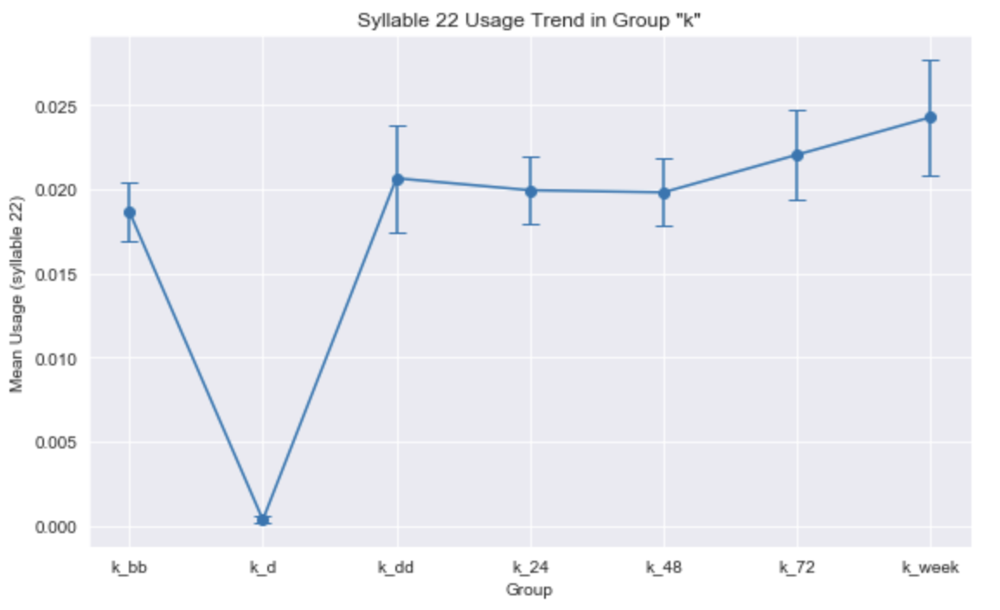 Syllable 22 Usage Trend in Group "k"
Mean Usage (syllable 22)
0.025
0.020
0.015
0.010
0.005
0.000
k_bb k_d k_dd k_24 k_48 k_72 k_week
Group